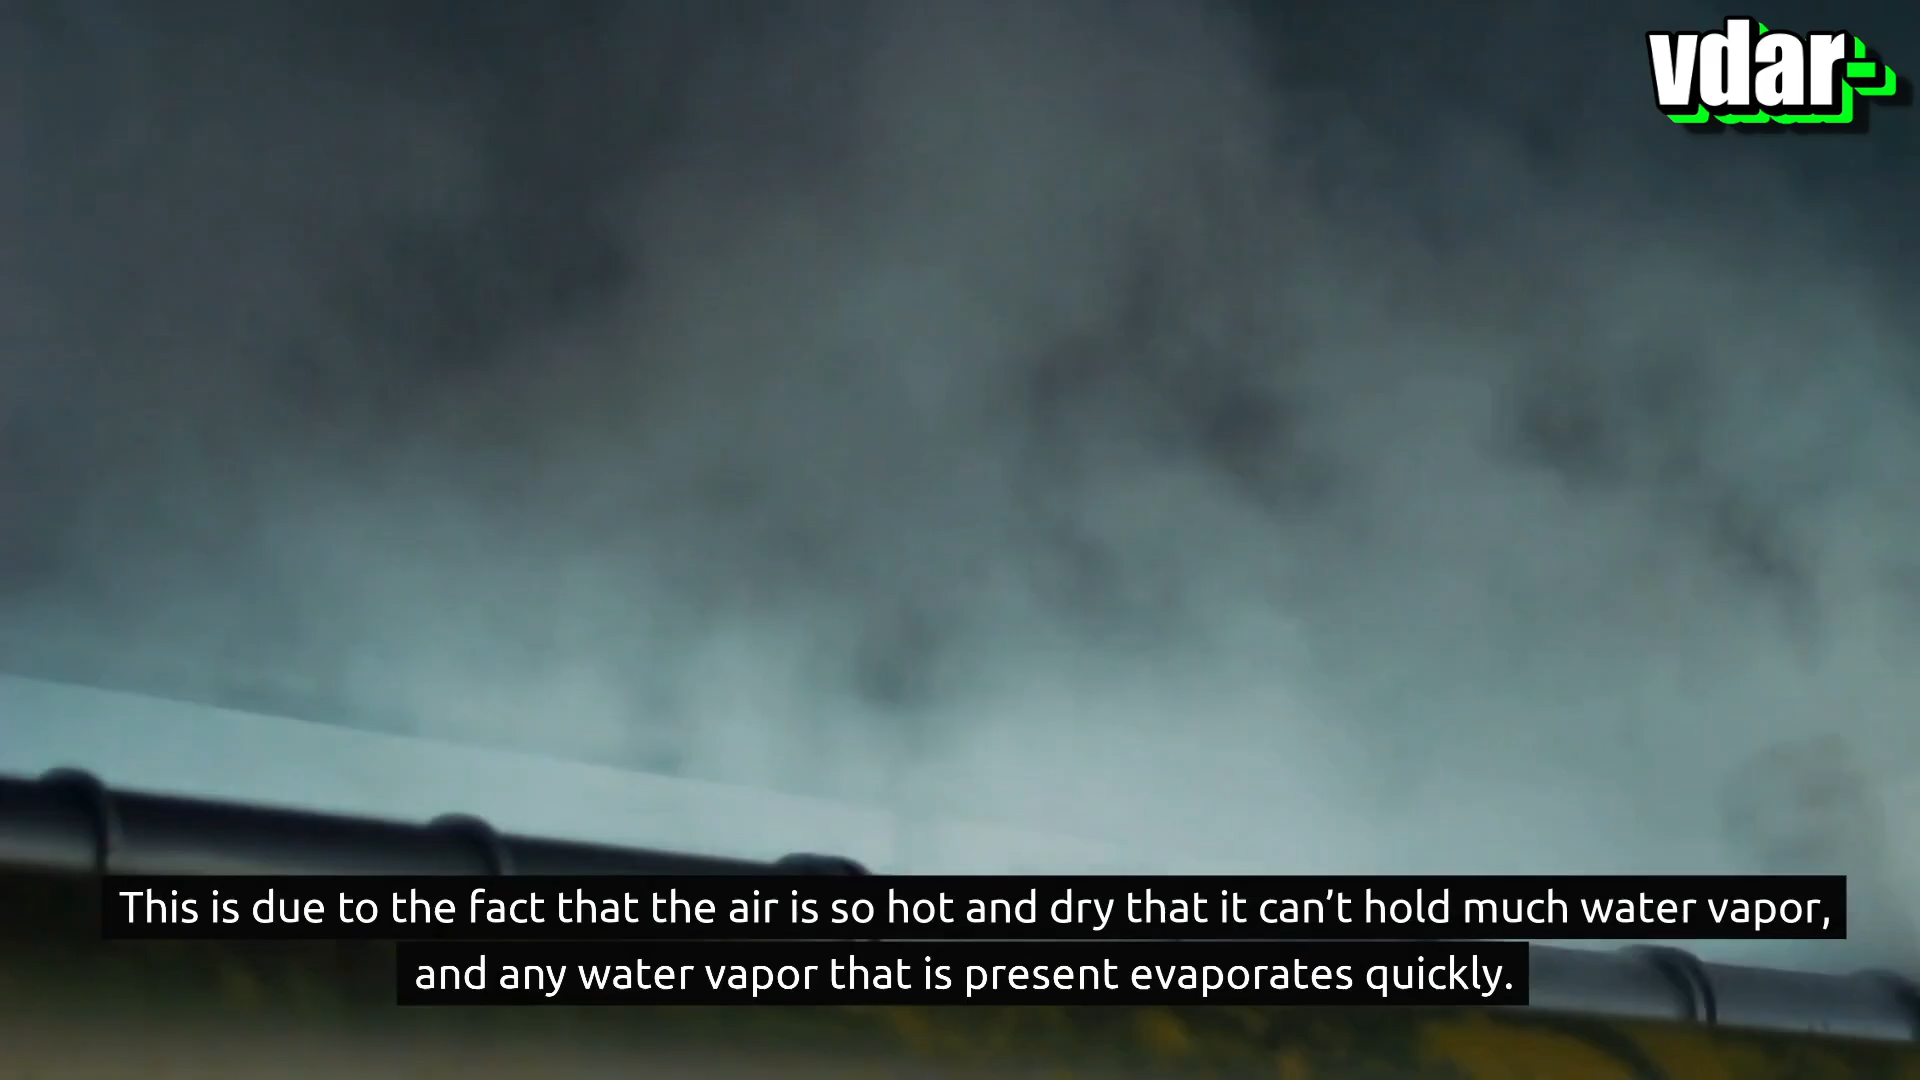 vdar-
This is due to the fact that the air is so hot and dry that it can’t hold much water vapor,
and any water vapor that is present evaporates quickly.